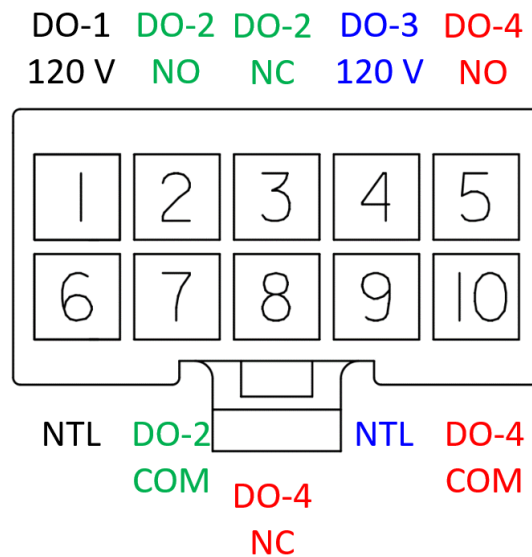 DO-1 DO-2 DO-2 DO-3 DO-4
120 V NO NC 120 V NO
1 2 3 4 5
6 7 8 9 10
NTL DO-2 NTL DO-4
COM COM
DO-4
NC